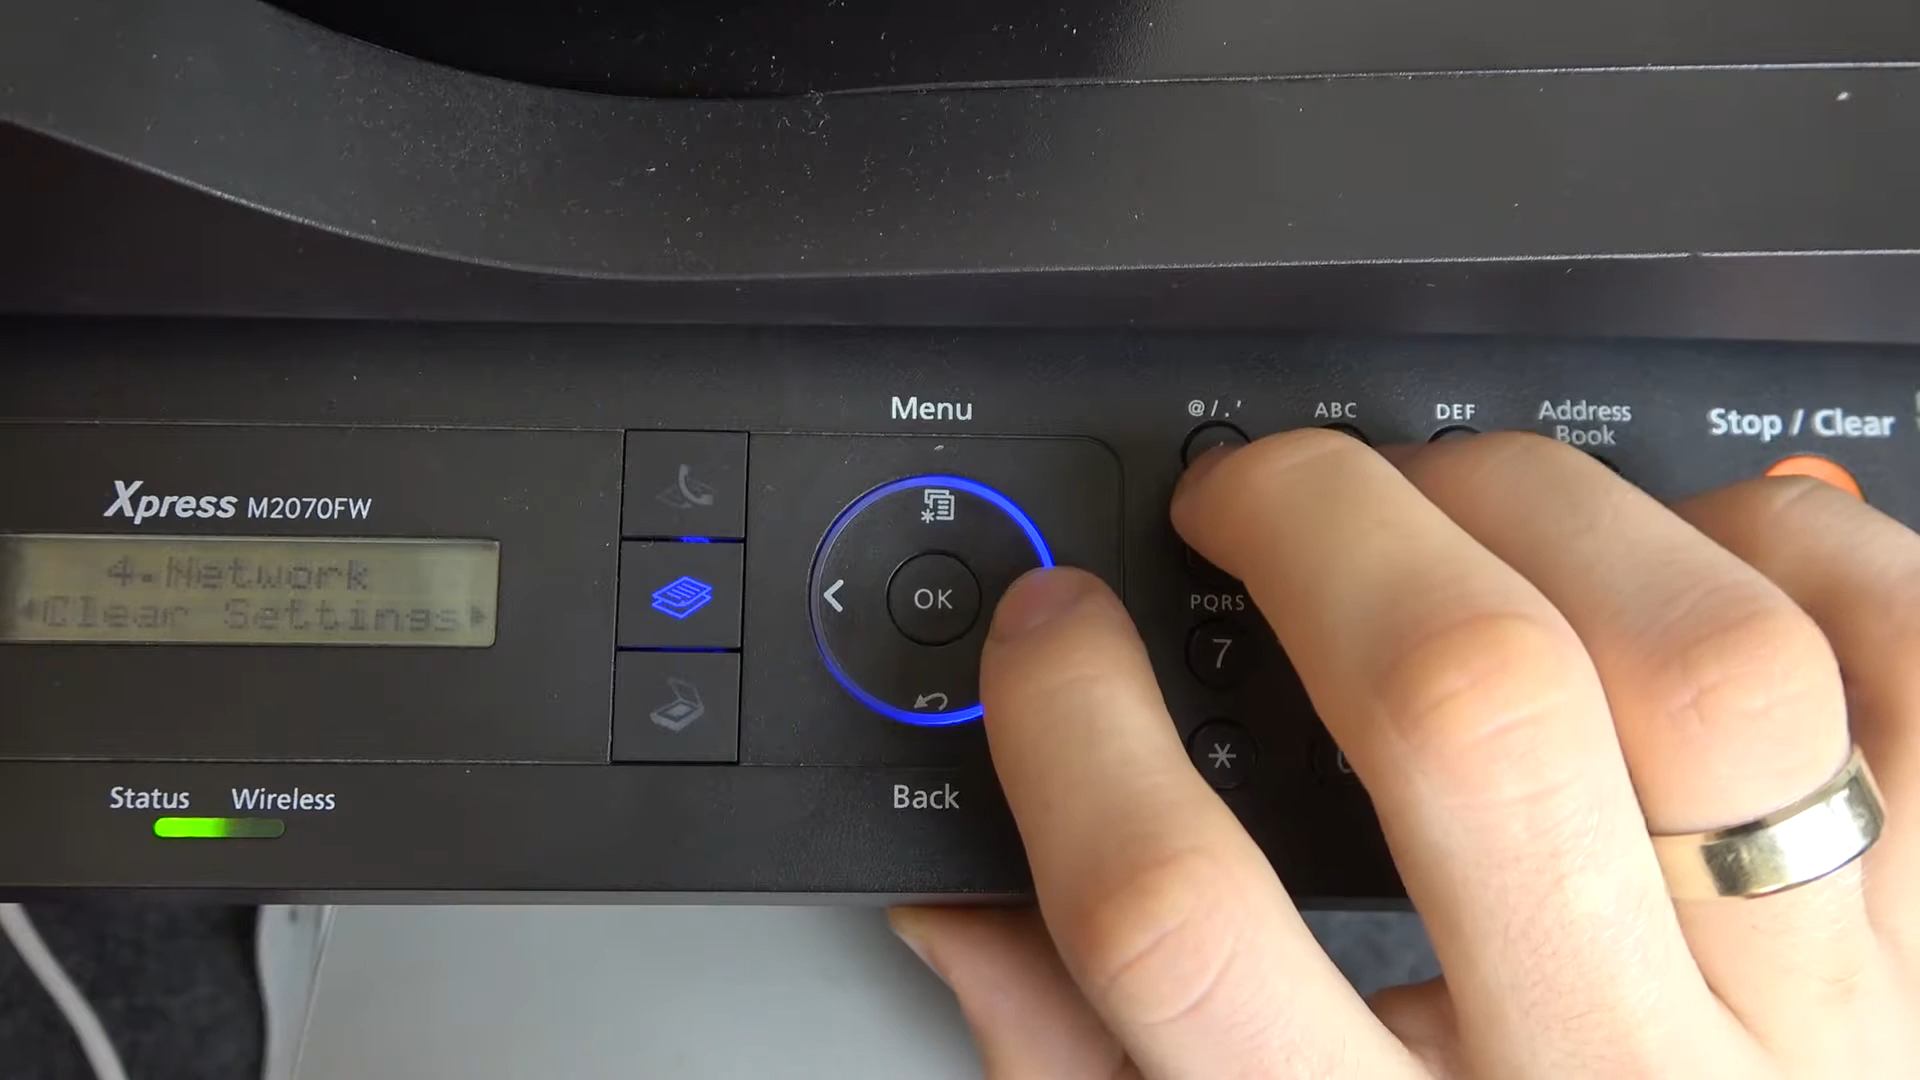 Menu
@/.'
ABC
DEF
Address
Book
Stop / Clear
Xpress M2070FW
4.Network
Clear Settings
OK
PQRS
7
*
Status Wireless
Back